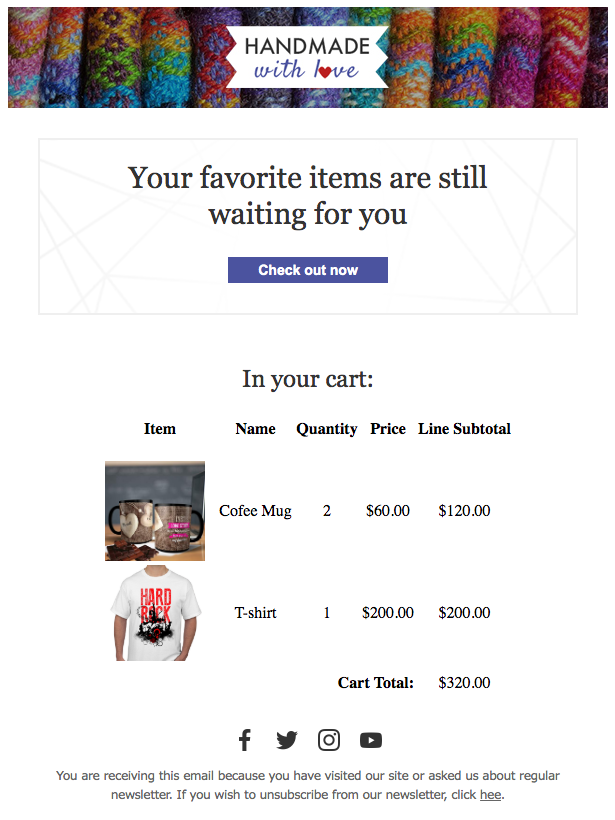 HANDMADE
with love
Your favorite items are still
waiting for you
Check out now
In your cart:
Item Name Quantity Price Line Subtotal
Cofee Mug 2 $60.00 $120.00
HARD
ROCK
T-shirt 1 $200.00 $200.00
Cart Total: $320.00
You are receiving this email because you have visited our site or asked us about regular
newsletter. If you wish to unsubscribe from our newsletter, click hee.